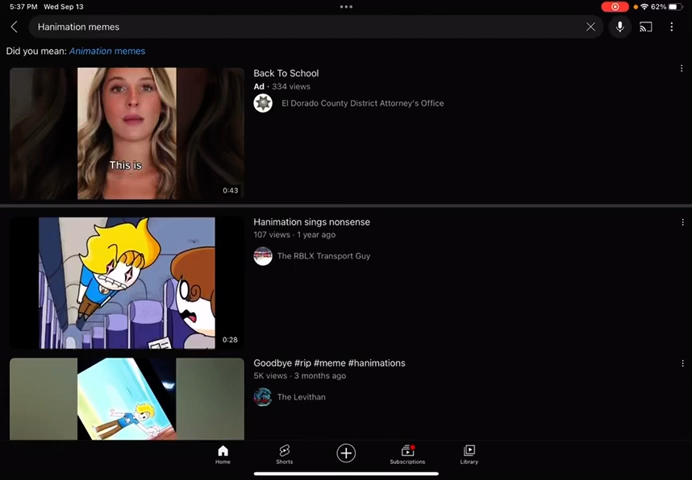 5:37 PM Wed Sep 13
62%
Hanimation memes
Did you mean: Animation memes
This is
0:43
Back To School
Ad · 334 views
El Dorado County District Attorney's Office
0:28
Hanimation sings nonsense
107 views · 1 year ago
The RBLX Transport Guy
Goodbye #rip #meme #hanimations
5K views · 3 months ago
The Levithan
Home
Shorts
Subscriptions
Library